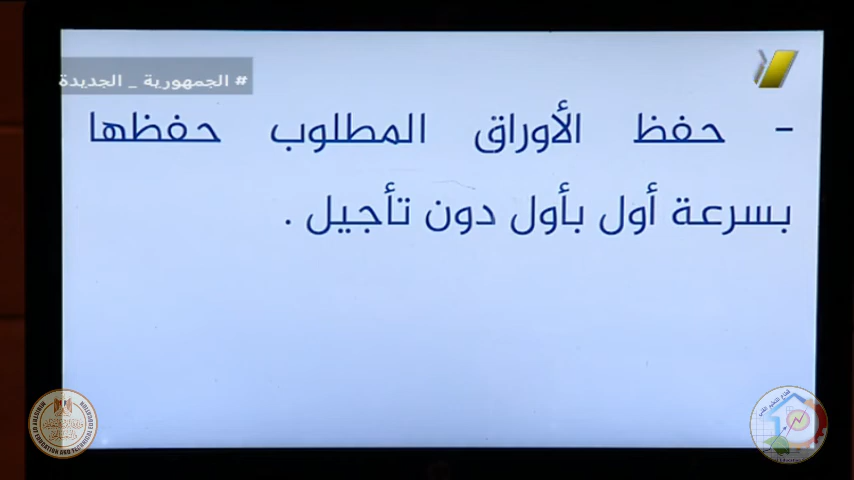 # الجمهورية _ الجديدة
- حفظ الأوراق المطلوب حفظها
بسرعة أول بأول دون تأجيل .